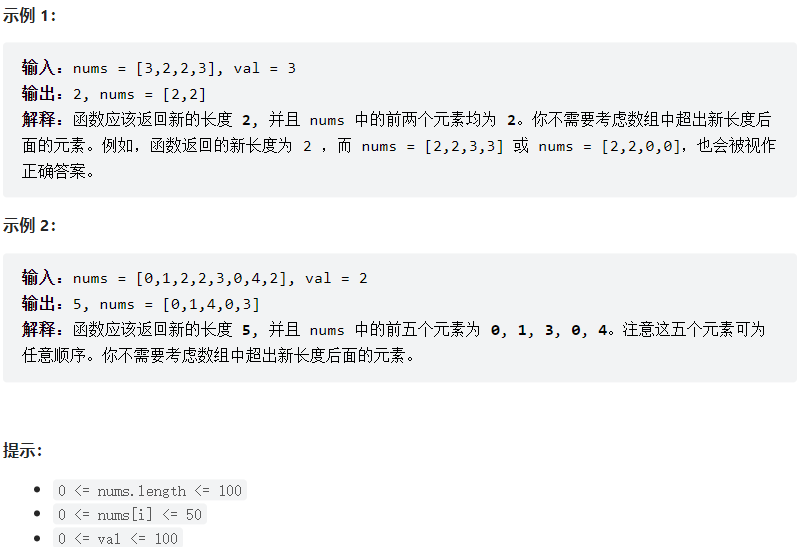 示例 1：
输入：nums = [3,2,2,3], val = 3
输出：2, nums = [2,2]
解释：函数应该返回新的长度 2, 并且 nums 中的前两个元素均为 2。你不需要考虑数组中超出新长度后
面的元素。例如，函数返回的新长度为 2 ，而 nums = [2,2,3,3] 或 nums = [2,2,0,0]，也会被视作
正确答案。
示例 2：
输入：nums = [0,1,2,2,3,0,4,2], val = 2
输出：5, nums = [0,1,4,0,3]
解释：函数应该返回新的长度 5, 并且 nums 中的前五个元素为 0, 1, 3, 0, 4。注意这五个元素可为
任意顺序。你不需要考虑数组中超出新长度后面的元素。
提示：
0 <= nums.length <= 100
0 <= nums[i] <= 50
0 <= val <= 100